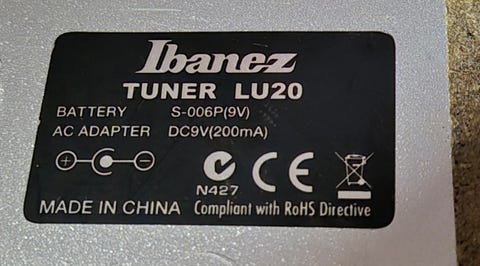 Ibanez
TUNER LU20
BATTERY S-006P(9V)
AC ADAPTER DC9V(200mA)
N427
MADE IN CHINA Compliant with RoHS Directive